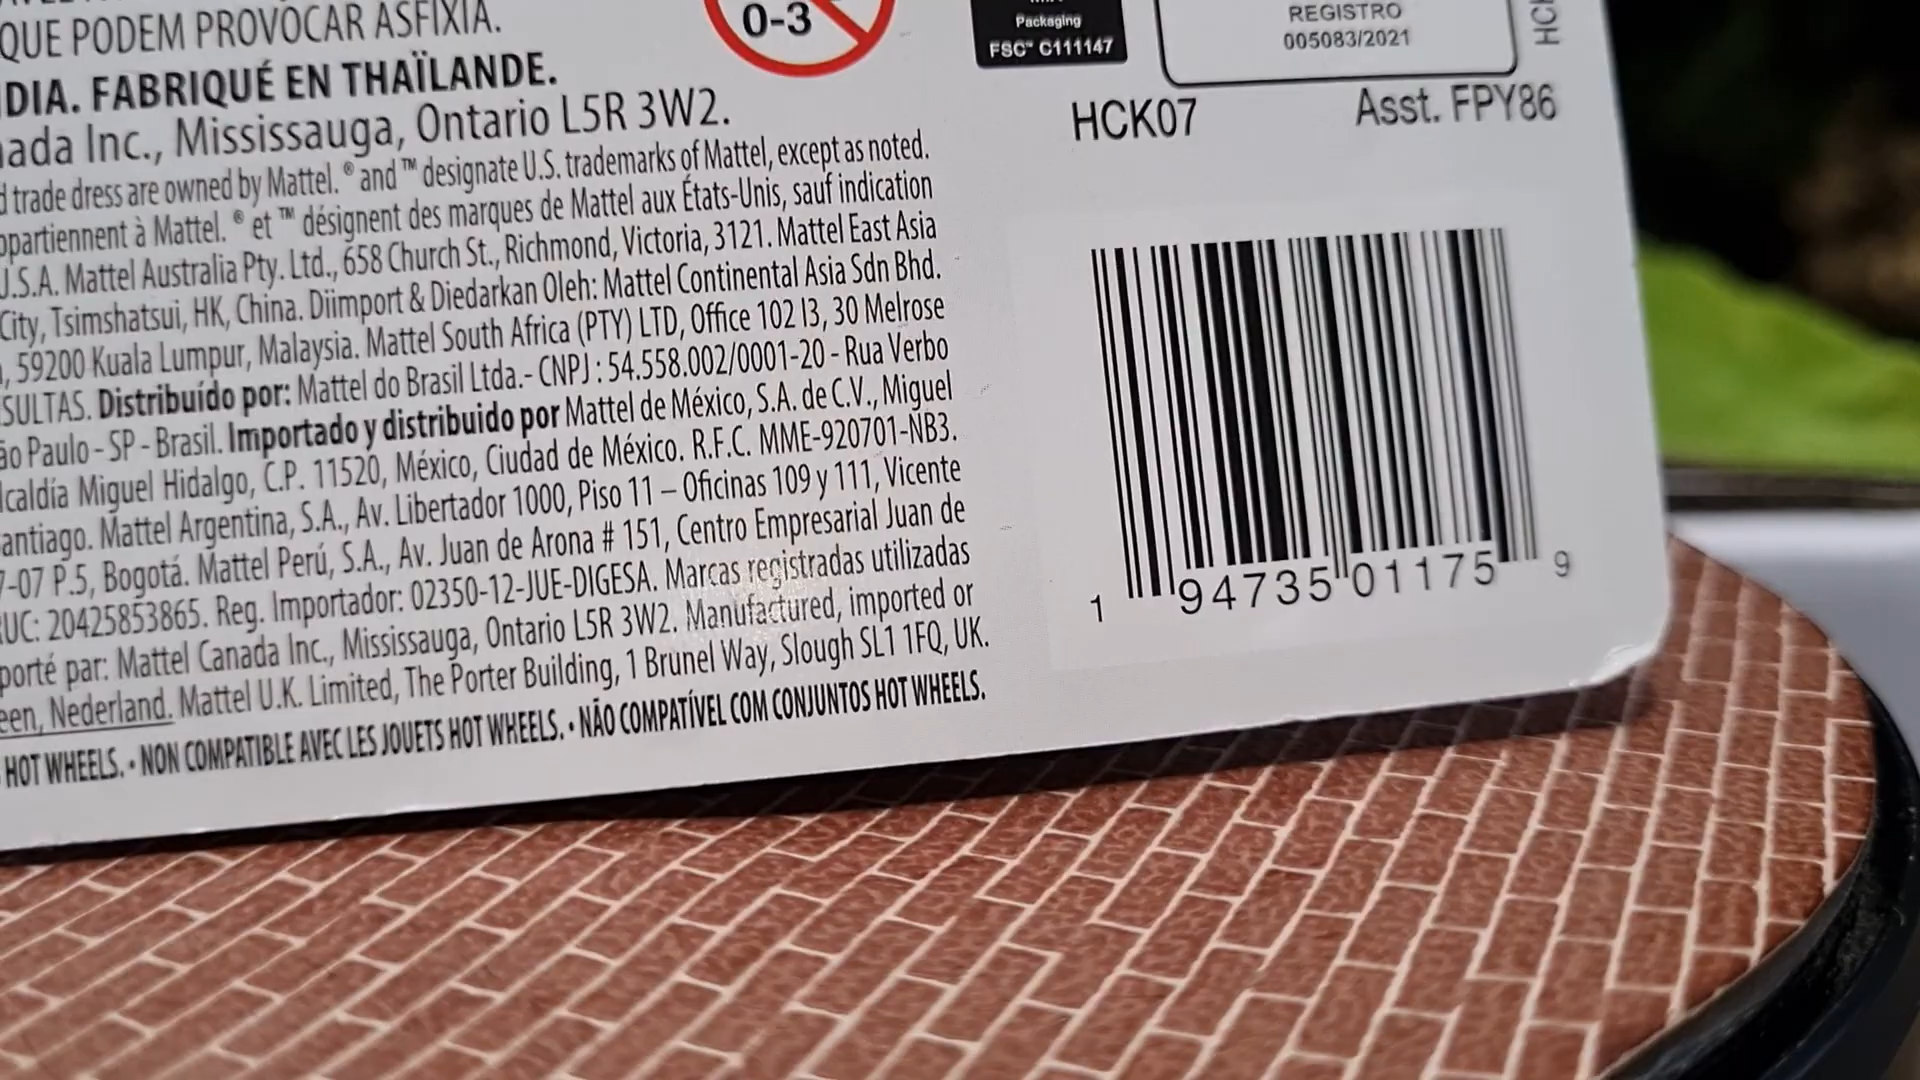 QUE PODEM PROVOCAR ASFIXIA.
DIA. FABRIQUÉ EN THAÏLANDE.
ada Inc., Mississauga, Ontario L5R 3W2.
d trade dress are owned by Mattel. ® and ™ designate U.S. trademarks of Mattel, except as noted.
ppartiennent à Mattel. ® et ™ désignent des marques de Mattel aux États-Unis, sauf indication
U.S.A. Mattel Australia Pty. Ltd., 658 Church St., Richmond, Victoria, 3121. Mattel East Asia
City, Tsimshatsui, HK, China. Diimport & Diedarkan Oleh: Mattel Continental Asia Sdn Bhd.
, 59200 Kuala Lumpur, Malaysia. Mattel South Africa (PTY) LTD, Office 102 I3, 30 Melrose
SULTAS. Distribuído por: Mattel do Brasil Ltda.- CNPJ : 54.558.002/0001-20 - Rua Verbo
ão Paulo - SP - Brasil. Importado y distribuido por Mattel de México, S.A. de C.V., Miguel
lcaldía Miguel Hidalgo, C.P. 11520, México, Ciudad de México. R.F.C. MME-920701-NB3.
antiago. Mattel Argentina, S.A., Av. Libertador 1000, Piso 11 – Oficinas 109 y 111, Vicente
7-07 P.5, Bogotá. Mattel Perú, S.A., Av. Juan de Arona # 151, Centro Empresarial Juan de
RUC: 20425853865. Reg. Importador: 02350-12-JUE-DIGESA. Marcas registradas utilizadas
porté par: Mattel Canada Inc., Mississauga, Ontario L5R 3W2. Manufactured, imported or
een, Nederland. Mattel U.K. Limited, The Porter Building, 1 Brunel Way, Slough SL1 1FQ, UK.
HOT WHEELS. • NON COMPATIBLE AVEC LES JOUETS HOT WHEELS. • NÃO COMPATÍVEL COM CONJUNTOS HOT WHEELS.
0-3
Packaging
FSC™ C111147
REGISTRO
005083/2021
HCK07 Asst. FPY86
1 94735 01175 9